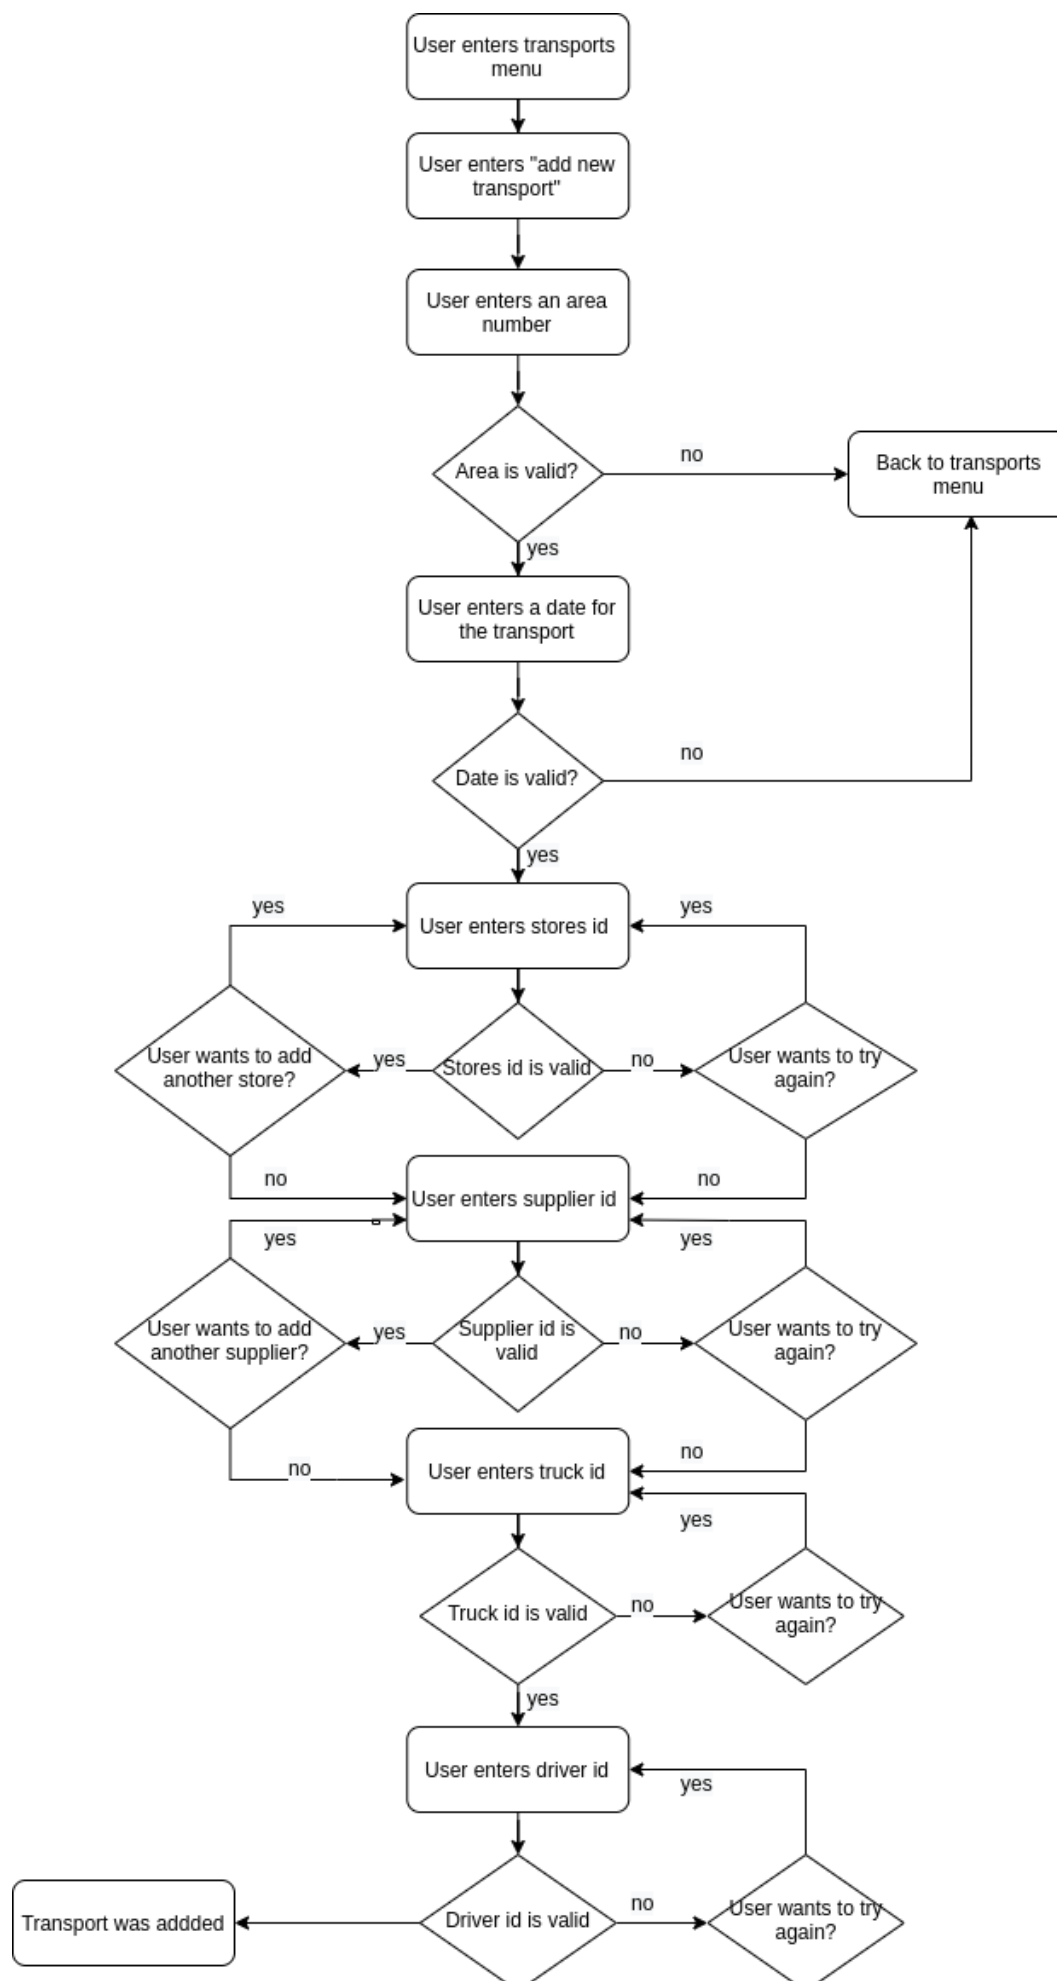 User enters transports
menu
User enters "add new
transport"
User enters an area
number
Area is valid?
no
Back to transports
menu
yes
User enters a date for
the transport
Date is valid?
no
yes
yes
User enters stores id
yes
User wants to add
another store?
yes
Stores id is valid
no
User wants to try
again?
no
User enters supplier id
no
yes
yes
User wants to add
another supplier?
yes
Supplier id is
valid
no
User wants to try
again?
no
User enters truck id
no
yes
Truck id is valid
no
User wants to try
again?
yes
User enters driver id
yes
Transport was addded
Driver id is valid
no
User wants to try
again?